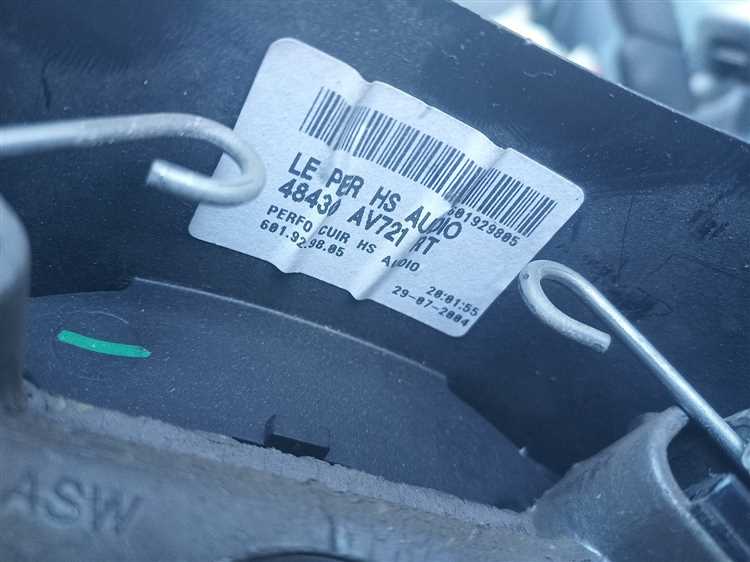 601929805
LE PER HS AUDIO
48430 AV721 RT
PERFO CUIR HS AUDIO
601.92.98.05
20:01:55
29-07-2004
ASW